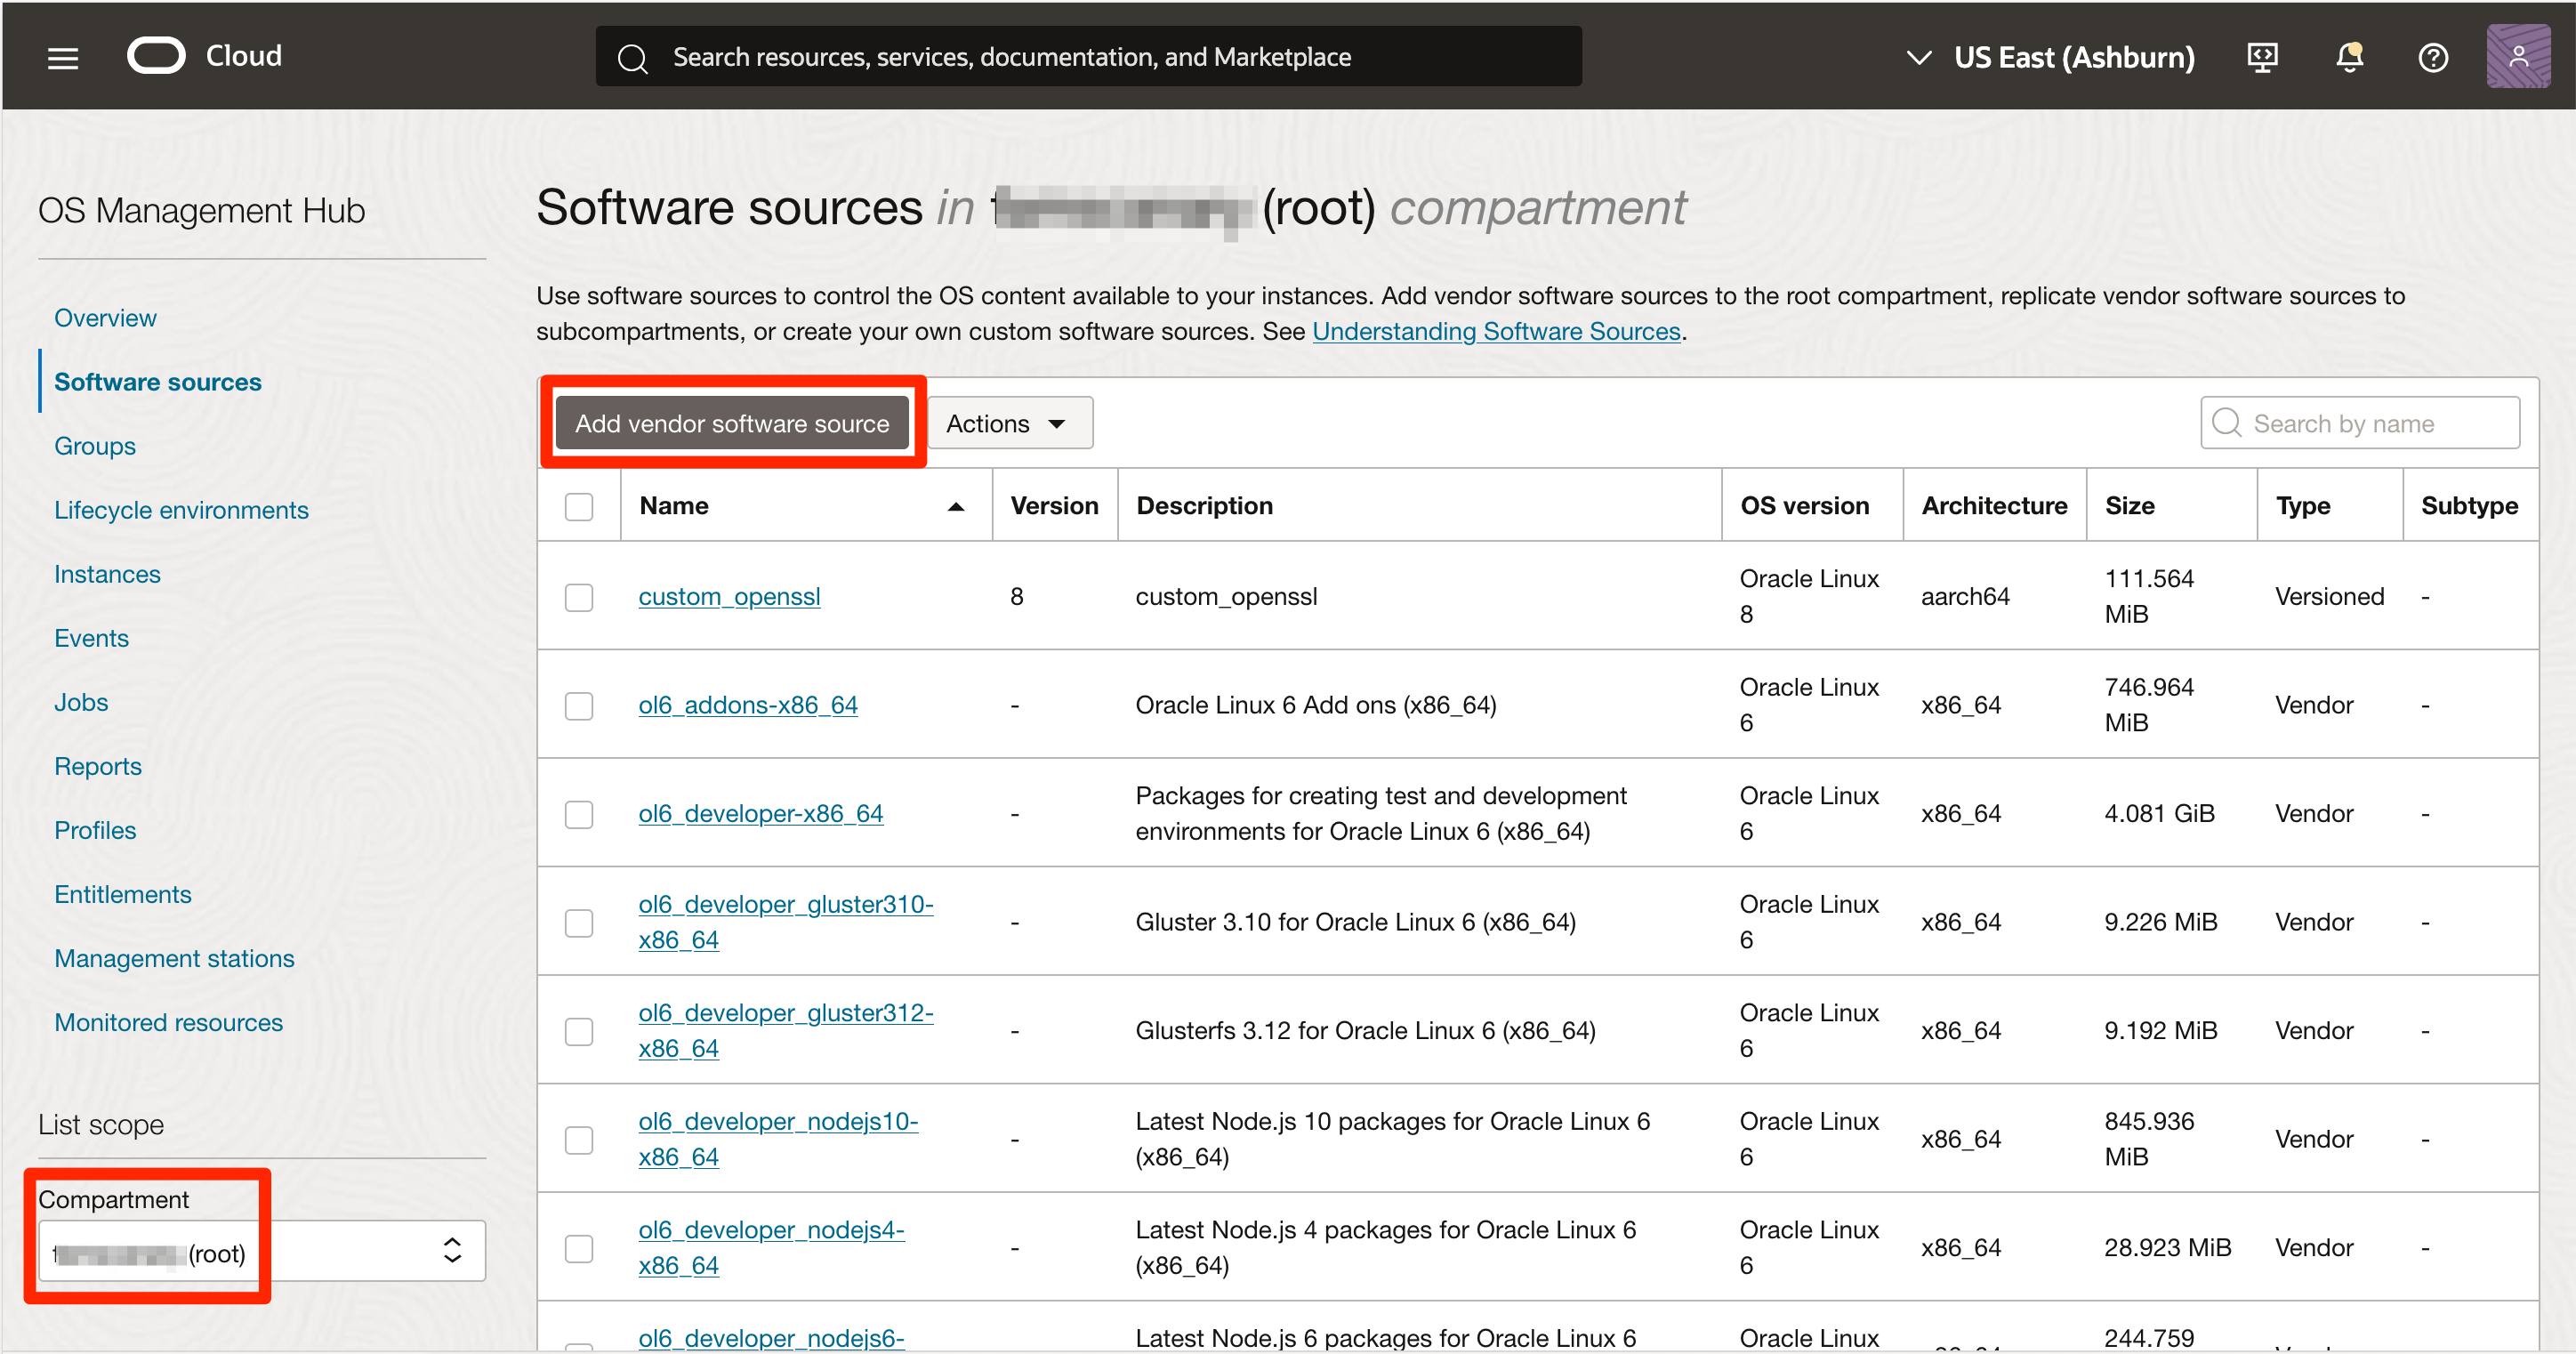 Cloud
Search resources, services, documentation, and Marketplace
US East (Ashburn)
OS Management Hub
Overview
Software sources
Groups
Lifecycle environments
Instances
Events
Jobs
Reports
Profiles
Entitlements
Management stations
Monitored resources
List scope
Compartment
(root)
Software sources in (root) compartment
Use software sources to control the OS content available to your instances. Add vendor software sources to the root compartment, replicate vendor software sources to
subcompartments, or create your own custom software sources. See Understanding Software Sources.
Add vendor software source Actions
Search by name
Name Version Description OS version Architecture Size Type Subtype
custom_openssl 8 custom_openssl Oracle Linux 8 aarch64 111.564 MiB Versioned -
ol6_addons-x86_64 - Oracle Linux 6 Add ons (x86_64) Oracle Linux 6 x86_64 746.964 MiB Vendor -
ol6_developer-x86_64 - Packages for creating test and development environments for Oracle Linux 6 (x86_64) Oracle Linux 6 x86_64 4.081 GiB Vendor -
ol6_developer_gluster310-x86_64 - Gluster 3.10 for Oracle Linux 6 (x86_64) Oracle Linux 6 x86_64 9.226 MiB Vendor -
ol6_developer_gluster312-x86_64 - Glusterfs 3.12 for Oracle Linux 6 (x86_64) Oracle Linux 6 x86_64 9.192 MiB Vendor -
ol6_developer_nodejs10-x86_64 - Latest Node.js 10 packages for Oracle Linux 6 (x86_64) Oracle Linux 6 x86_64 845.936 MiB Vendor -
ol6_developer_nodejs4-x86_64 - Latest Node.js 4 packages for Oracle Linux 6 (x86_64) Oracle Linux 6 x86_64 28.923 MiB Vendor -
ol6_developer_nodejs6- Latest Node.js 6 packages for Oracle Linux 6 Oracle Linux 244.759